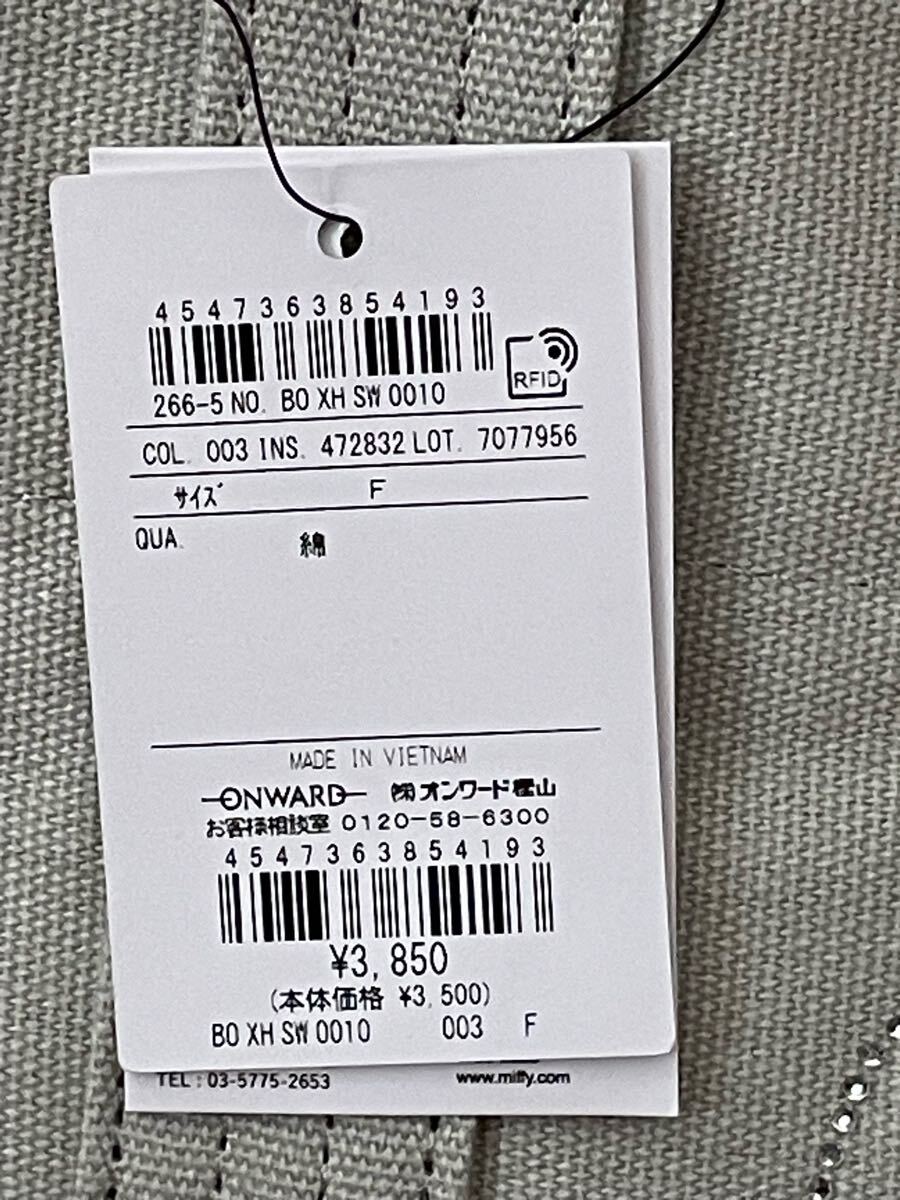 4547363854193
RFID
266-5 NO. BO XH SW 0010
COL. 003 INS. 472832 LOT. 7077956
ｻｲｽﾞ F
QUA. 綿
MADE IN VIETNAM
ONWARD ㈱オンワード樫山
お客様相談室 0120-58-6300
4547363854193
¥3,850
(本体価格 ¥3,500)
BO XH SW 0010 003 F
TEL : 03-5775-2653 www.miffy.com